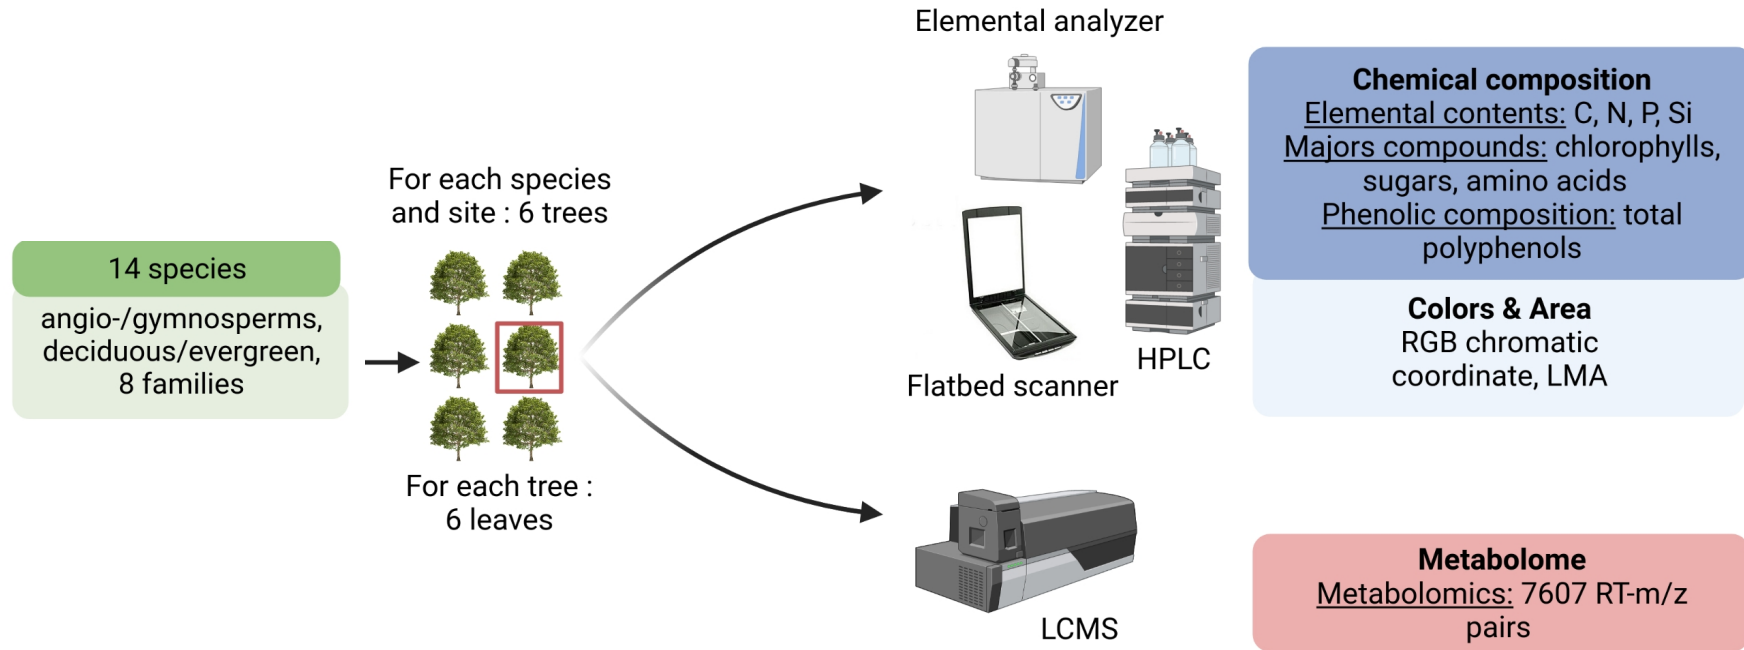 14 species
angio-/gymnosperms,
deciduous/evergreen,
8 families
For each species
and site : 6 trees
For each tree :
6 leaves
Elemental analyzer
Flatbed scanner
HPLC
LCMS
Chemical composition
Elemental contents: C, N, P, Si
Majors compounds: chlorophylls,
sugars, amino acids
Phenolic composition: total
polyphenols
Colors & Area
RGB chromatic
coordinate, LMA
Metabolome
Metabolomics: 7607 RT-m/z
pairs